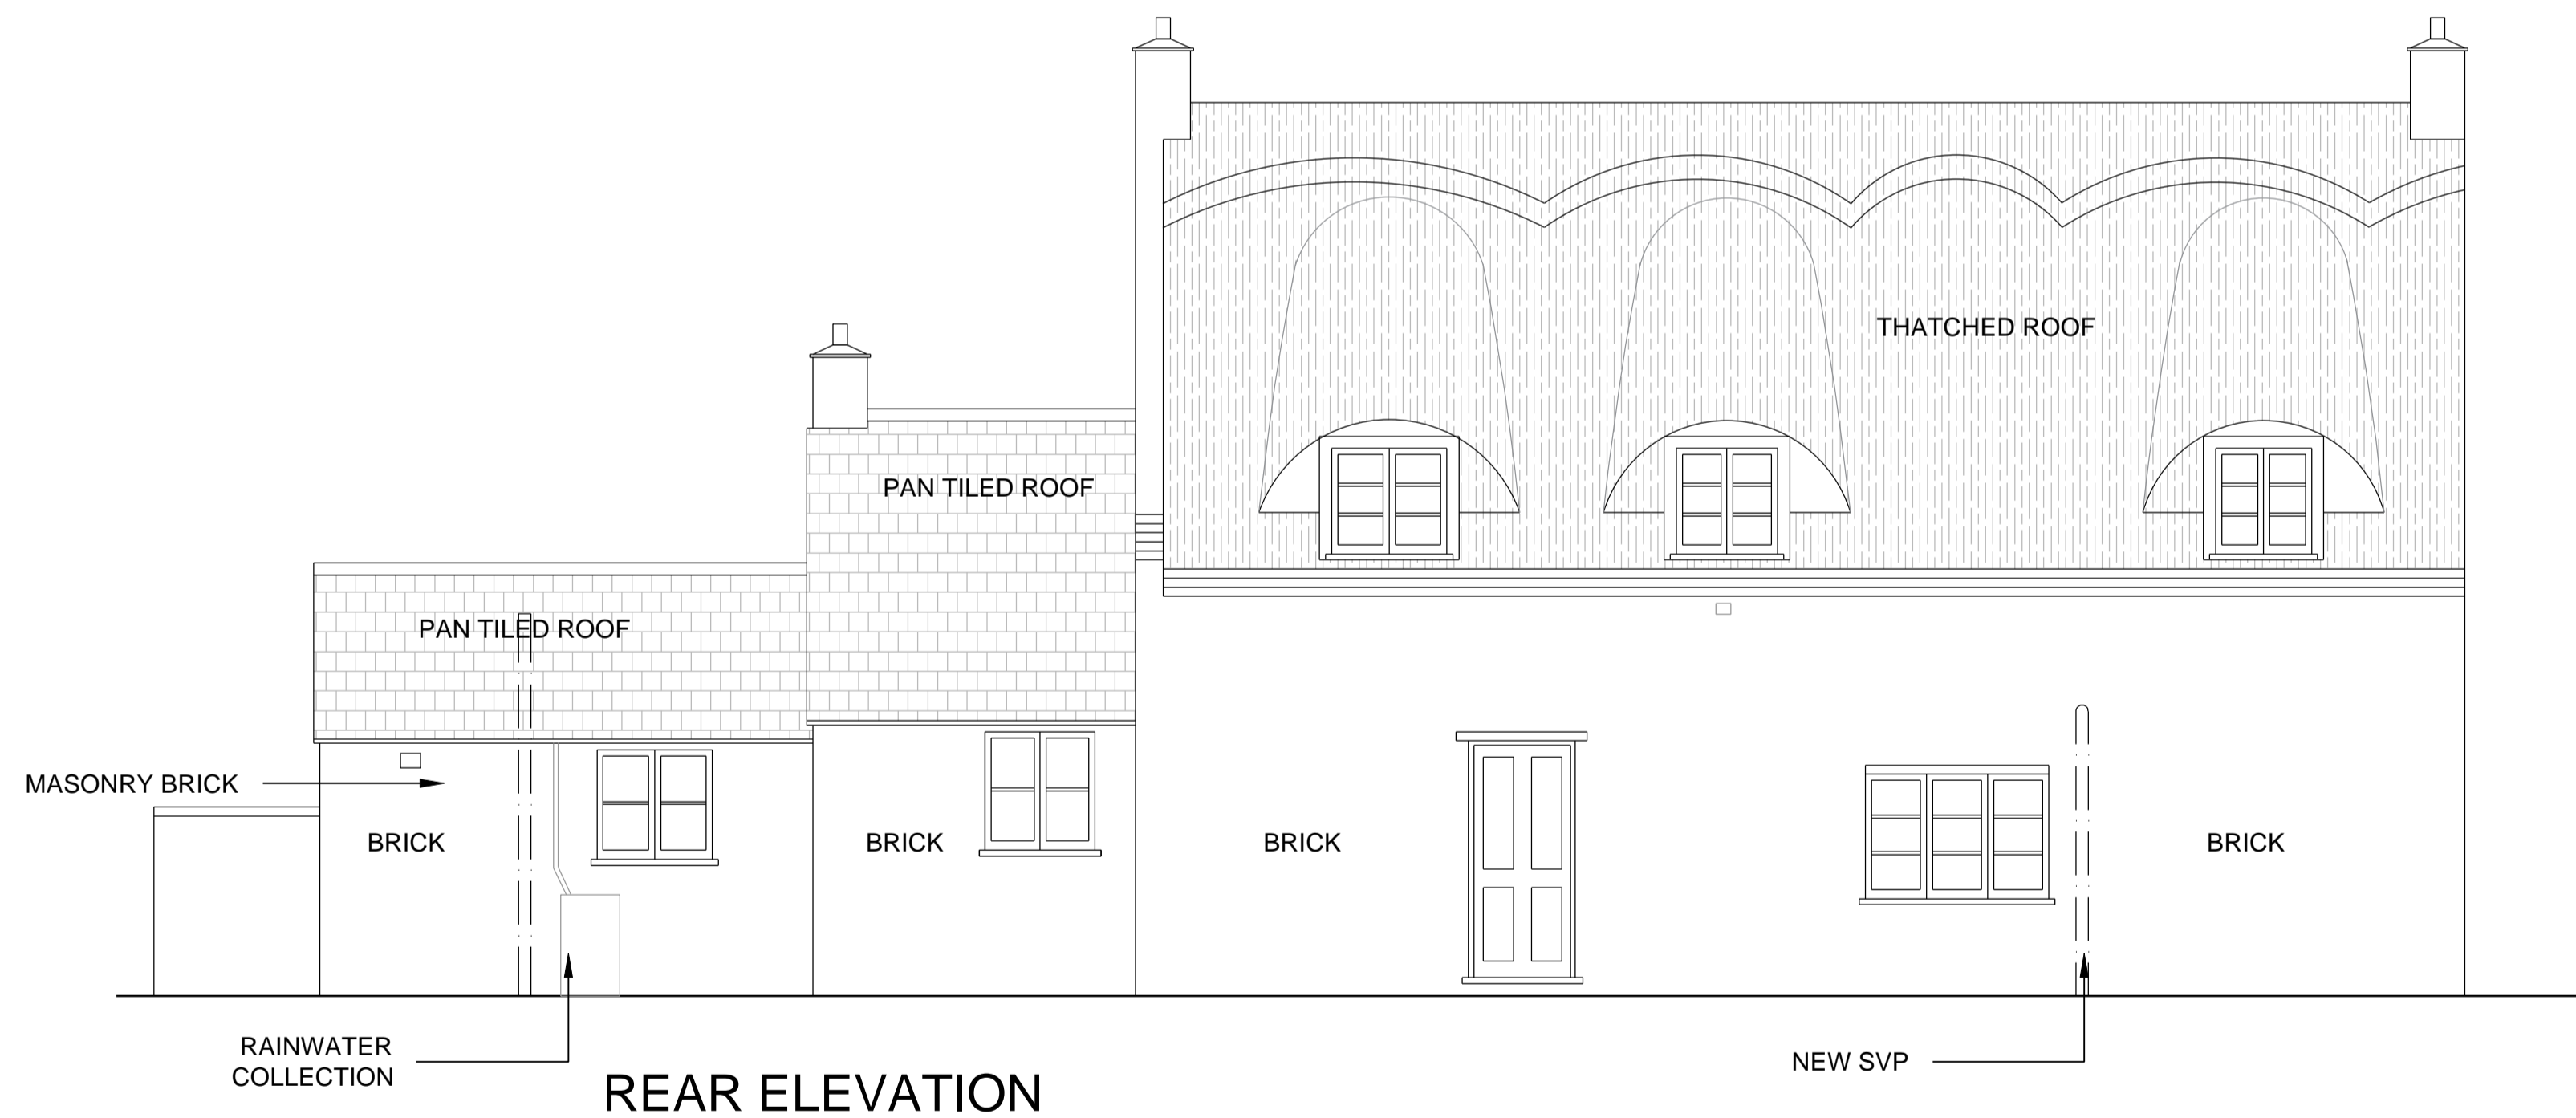 THATCHED ROOF
PAN TILED ROOF
PAN TILED ROOF
MASONRY BRICK
BRICK
BRICK
BRICK
BRICK
RAINWATER
COLLECTION
NEW SVP
REAR ELEVATION